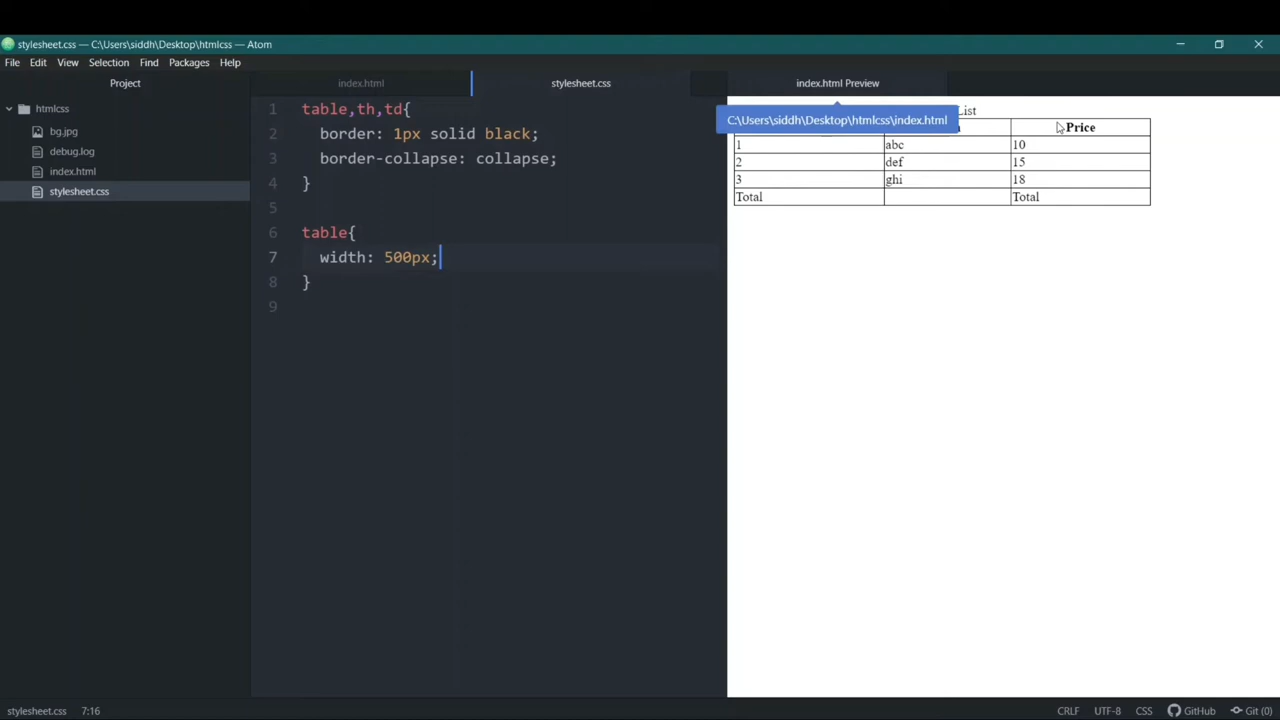 stylesheet.css — C:\Users\siddh\Desktop\htmlcss — Atom
File Edit View Selection Find Packages Help
Project
index.html
stylesheet.css
index.html Preview
htmlcss
bg.jpg
debug.log
index.html
stylesheet.css
1 table,th,td{
2 border: 1px solid black;
3 border-collapse: collapse;
4 }
5
6 table{
7 width: 500px;
8 }
9
List
C:\Users\siddh\Desktop\htmlcss\index.html
Price
1 abc 10
2 def 15
3 ghi 18
Total Total
stylesheet.css 7:16 CRLF UTF-8 CSS GitHub Git (0)